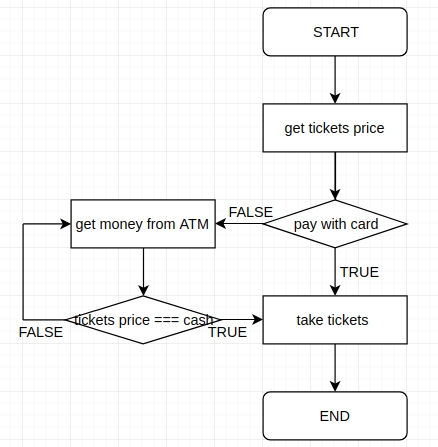 START
get tickets price
FALSE
get money from ATM
pay with card
TRUE
tickets price === cash
take tickets
FALSE
TRUE
END